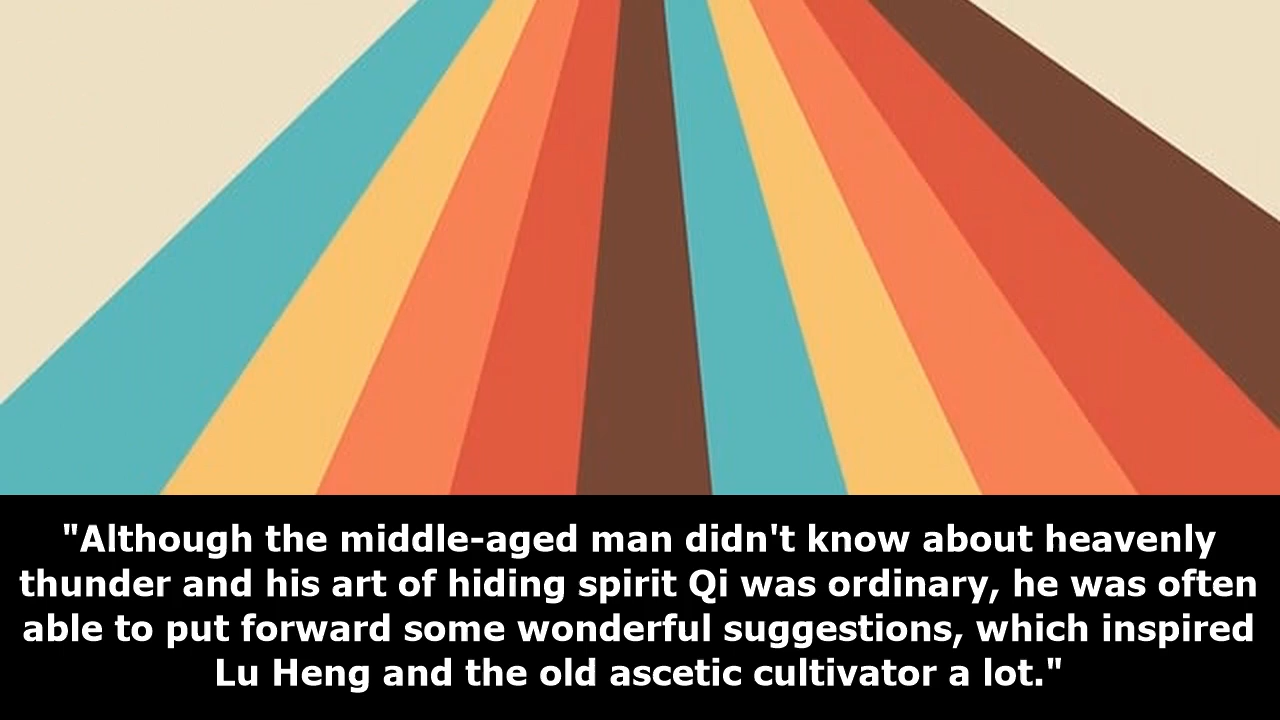 "Although the middle-aged man didn't know about heavenly
thunder and his art of hiding spirit Qi was ordinary, he was often
able to put forward some wonderful suggestions, which inspired
Lu Heng and the old ascetic cultivator a lot."